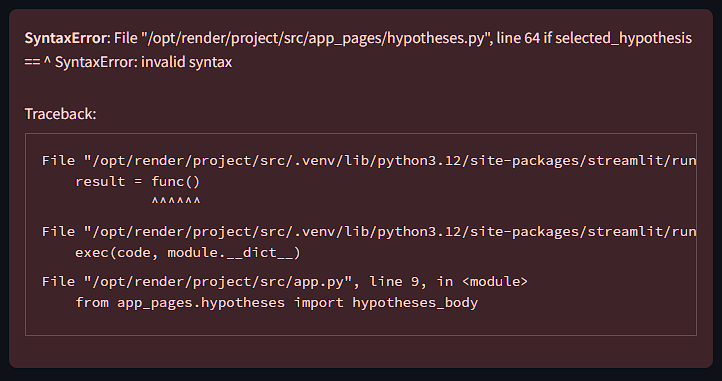 SyntaxError: File "/opt/render/project/src/app_pages/hypotheses.py", line 64 if selected_hypothesis
== ^ SyntaxError: invalid syntax
Traceback:
File "/opt/render/project/src/.venv/lib/python3.12/site-packages/streamlit/run
result = func()
^^^^^^
File "/opt/render/project/src/.venv/lib/python3.12/site-packages/streamlit/run
exec(code, module.__dict__)
File "/opt/render/project/src/app.py", line 9, in <module>
from app_pages.hypotheses import hypotheses_body